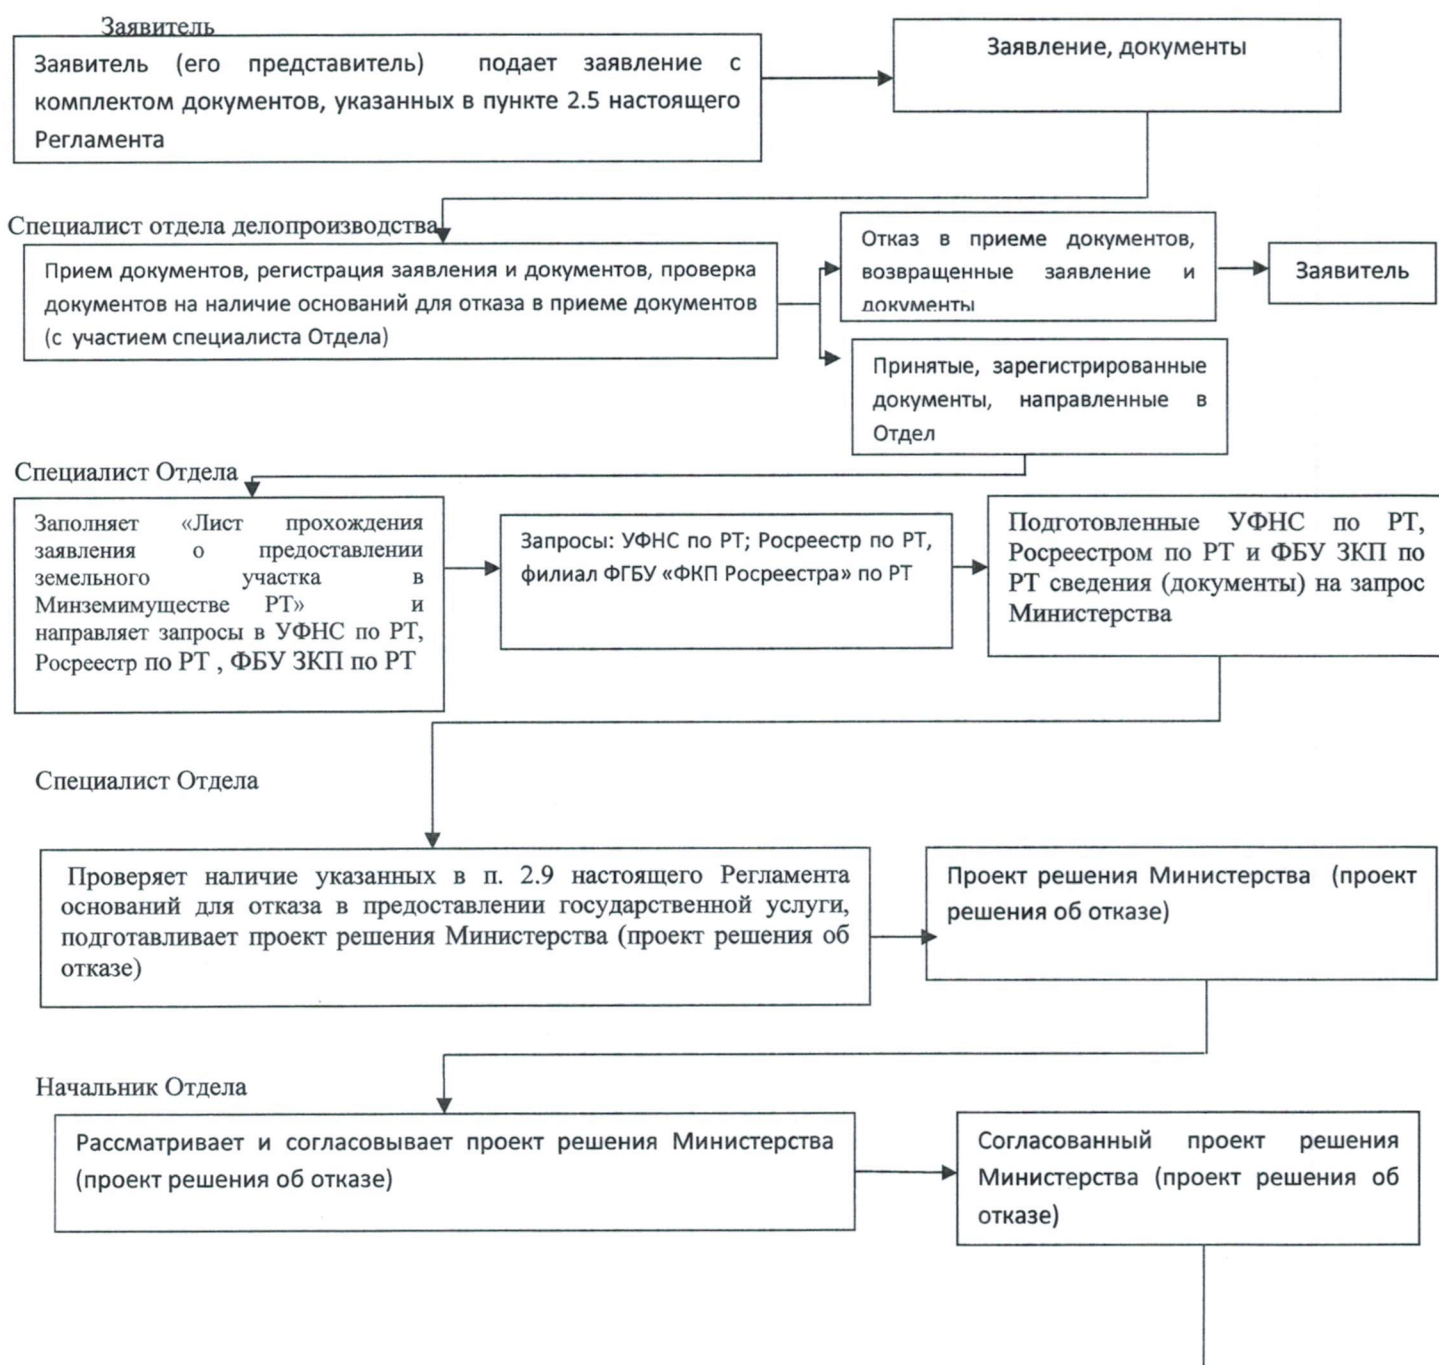 Заявитель
Заявитель (его представитель) подает заявление с
комплектом документов, указанных в пункте 2.5 настоящего
Регламента
Заявление, документы
Специалист отдела делопроизводства
Прием документов, регистрация заявления и документов, проверка
документов на наличие оснований для отказа в приеме документов
(с участием специалиста Отдела)
Отказ в приеме документов,
возвращенные заявление и
документы
Заявитель
Принятые, зарегистрированные
документы, направленные в
Отдел
Специалист Отдела
Заполняет «Лист прохождения
заявления о предоставлении
земельного участка в
Минземимуществе РТ» и
направляет запросы в УФНС по РТ,
Росреестр по РТ , ФБУ ЗКП по РТ
Запросы: УФНС по РТ; Росреестр по РТ,
филиал ФГБУ «ФКП Росреестра» по РТ
Подготовленные УФНС по РТ,
Росреестром по РТ и ФБУ ЗКП по
РТ сведения (документы) на запрос
Министерства
Специалист Отдела
Проверяет наличие указанных в п. 2.9 настоящего Регламента
оснований для отказа в предоставлении государственной услуги,
подготавливает проект решения Министерства (проект решения об
отказе)
Проект решения Министерства (проект
решения об отказе)
Начальник Отдела
Рассматривает и согласовывает проект решения Министерства
(проект решения об отказе)
Согласованный проект решения
Министерства (проект решения об
отказе)